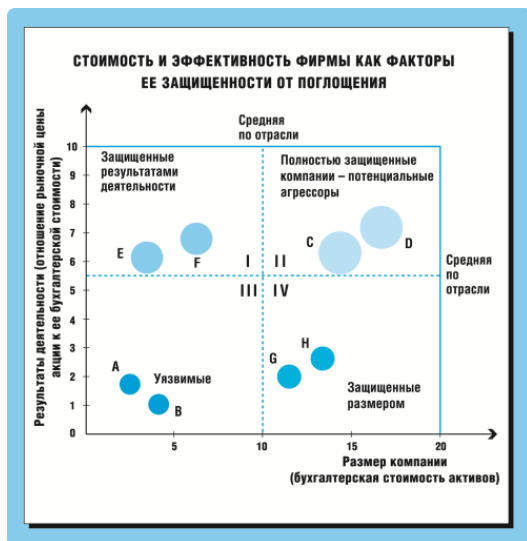 СТОИМОСТЬ И ЭФФЕКТИВНОСТЬ ФИРМЫ КАК ФАКТОРЫ
ЕЕ ЗАЩИЩЕННОСТИ ОТ ПОГЛОЩЕНИЯ
Результаты деятельности (отношение рыночной цены
акции к ее бухгалтерской стоимости)
Средняя
по отрасли
10
9
8
7
6
5
4
3
2
1
0
Защищенные
результатами
деятельности
Полностью защищенные
компании – потенциальные
агрессоры
E
F
C
D
I
II
III
IV
Средняя
по
отрасли
A
B
Уязвимые
G
H
Защищенные
размером
5
10
15
20
Размер компании
(бухгалтерская стоимость активов)